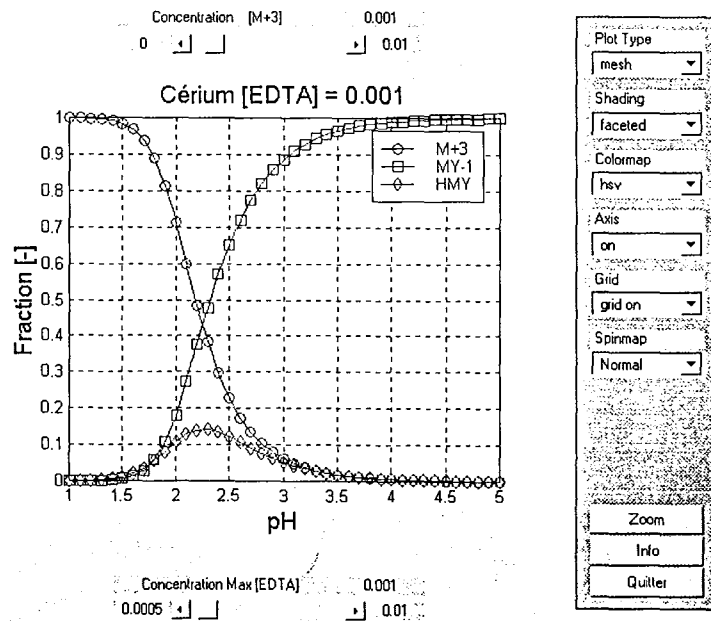 Concentration [M+3] 0.001
0 0.01
Cérium [EDTA] = 0.001
Fraction [-]
1
0.9
0.8
0.7
0.6
0.5
0.4
0.3
0.2
0.1
0
M+3
MY-1
HMY
1 1.5 2 2.5 3 3.5 4 4.5 5
pH
Concentration Max [EDTA] 0.001
0.0005 0.01
Plot Type
mesh
Shading
faceted
Colormap
hsv
Axis
on
Grid
grid on
Spinmap
Normal
Zoom
Info
Quitter